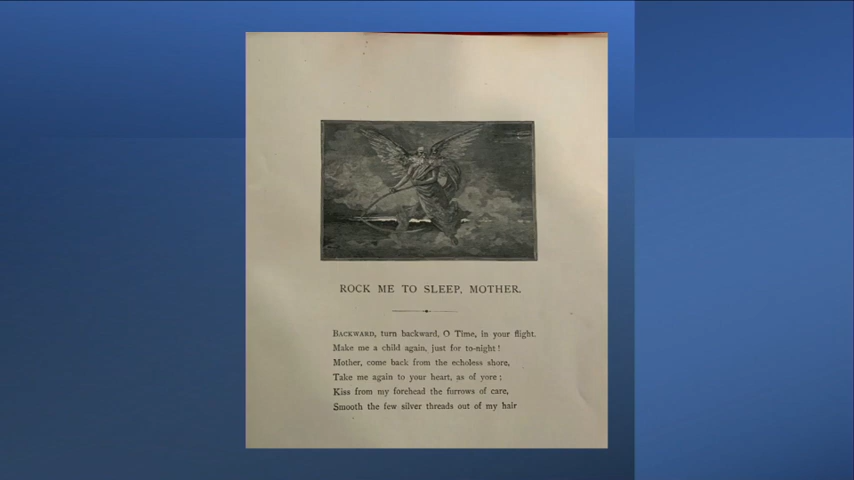 ROCK ME TO SLEEP, MOTHER.
BACKWARD, turn backward, O Time, in your flight.
Make me a child again, just for to-night!
Mother, come back from the echoless shore,
Take me again to your heart, as of yore;
Kiss from my forehead the furrows of care,
Smooth the few silver threads out of my hair